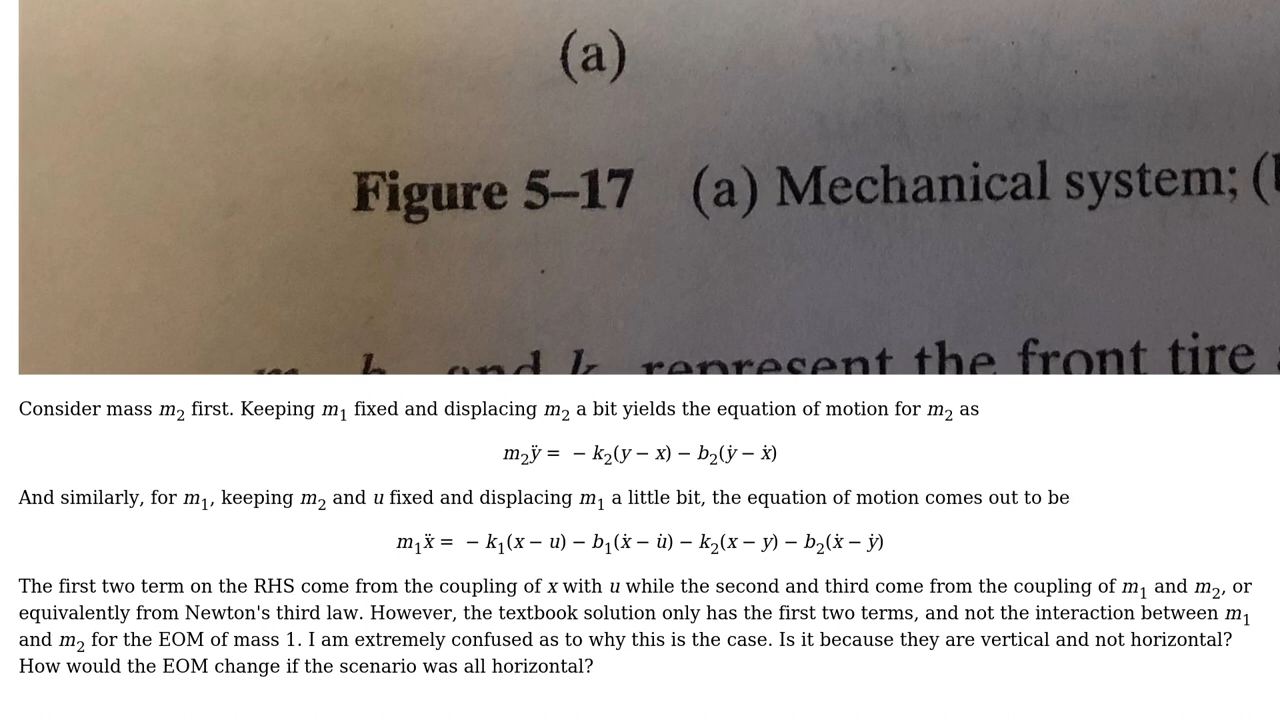 (a)
Figure 5–17 (a) Mechanical system; (
and represent the front tire
Consider mass m₂ first. Keeping m₁ fixed and displacing m₂ a bit yields the equation of motion for m₂ as
m₂ÿ = − k₂(y − x) − b₂(ẏ − ẋ)
And similarly, for m₁, keeping m₂ and u fixed and displacing m₁ a little bit, the equation of motion comes out to be
m₁ẍ = − k₁(x − u) − b₁(ẋ − u̇) − k₂(x − y) − b₂(ẋ − ẏ)
The first two term on the RHS come from the coupling of x with u while the second and third come from the coupling of m₁ and m₂, or
equivalently from Newton's third law. However, the textbook solution only has the first two terms, and not the interaction between m₁
and m₂ for the EOM of mass 1. I am extremely confused as to why this is the case. Is it because they are vertical and not horizontal?
How would the EOM change if the scenario was all horizontal?